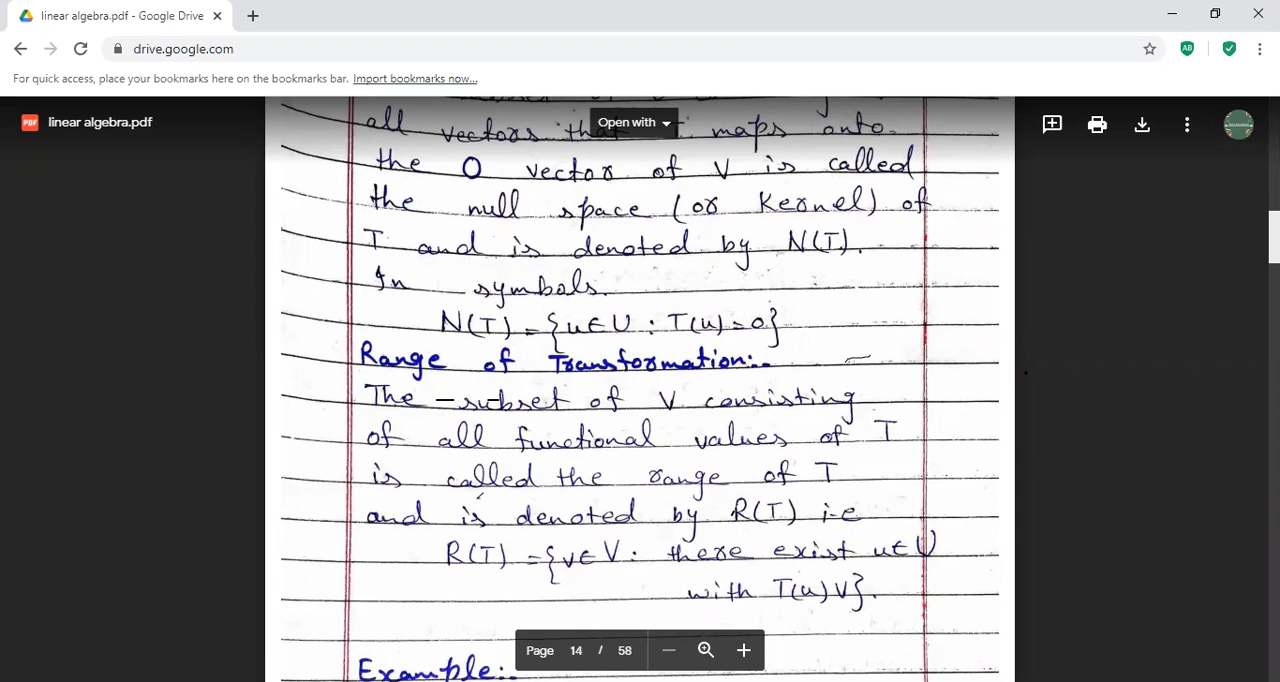 linear algebra.pdf - Google Drive
drive.google.com
For quick access, place your bookmarks here on the bookmarks bar. Import bookmarks now...
PDF linear algebra.pdf
Open with
all vectors that T maps onto
the 0 vector of V is called
the null space (or Kernel) of
T and is denoted by N(T).
In symbols.
N(T) = {u∈U : T(u) = 0}
Range of Transformation:-
The subset of V consisting
of all functional values of T
is called the range of T
and is denoted by R(T) i-e
R(T) = {v∈V : there exist u∈U
with T(u) V}.
Page 14 / 58
Example:-